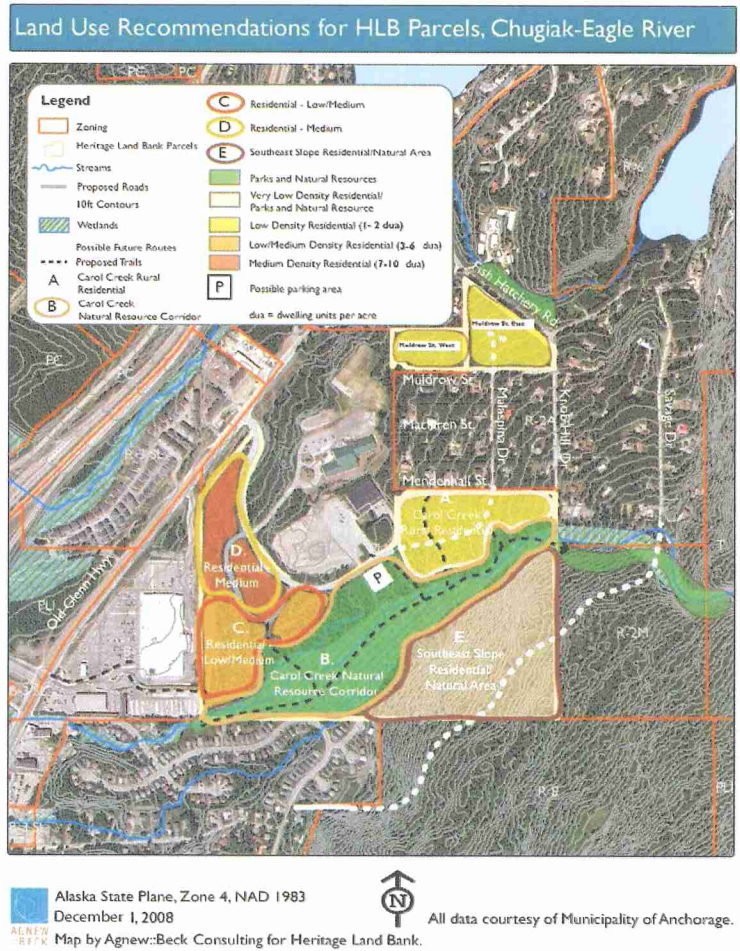 Land Use Recommendations for HLB Parcels, Chugiak-Eagle River
PC PC
Legend
Zoning
Heritage Land Bank Parcels
Streams
Proposed Roads
10ft Contours
Wetlands
Possible Future Routes
Proposed Trails
A Carol Creek Rural
Residential
B Carol Creek
Natural Resource Corridor
C Residential - Low/Medium
D Residential - Medium
E Southeast Slope Residential/Natural Area
Parks and Natural Resources
Very Low Density Residential/
Parks and Natural Resource
Low Density Residential (1- 2 dua)
Low/Medium Density Residential (3-6 dua)
Medium Density Residential (7-10 dua)
P Possible parking area
dua = dwelling units per acre
Fish Hatchery Rd
Muldrow St. East
Muldrow St. West
PC
Muldrow St.
Maclaren St.
Malaspina Dr.
R-2A
Knobel Hill Dr.
Savage Dr.
Mendenhall St.
A.
Carol Creek
Rural Residential
T
D.
Residential -
Medium
P
PLI
Old Glenn Hwy
C.
Residential -
Low/Medium
B.
Carol Creek Natural
Resource Corridor
E.
Southeast Slope
Residential/
Natural Area
R-2M
R-8
PLI
N
Alaska State Plane, Zone 4, NAD 1983
December 1, 2008
AGNEW
BECK
Map by Agnew::Beck Consulting for Heritage Land Bank.
All data courtesy of Municipality of Anchorage.